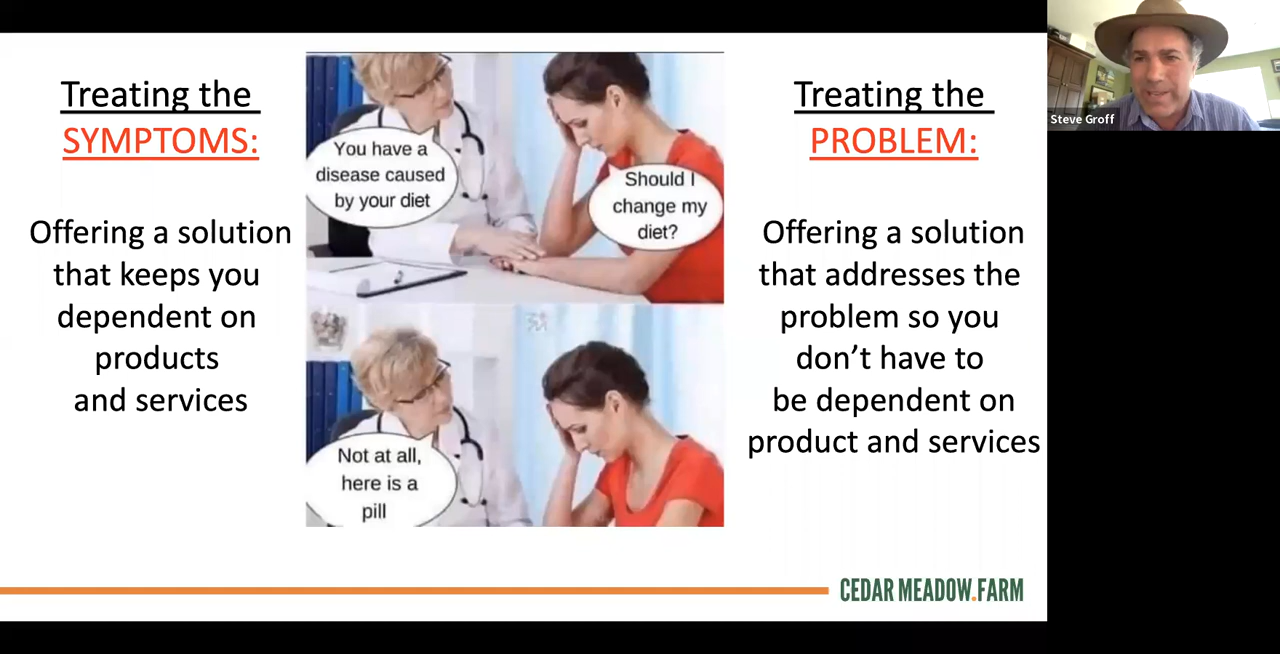 Treating the
SYMPTOMS:
Offering a solution
that keeps you
dependent on
products
and services
You have a
disease caused
by your diet
Should I
change my
diet?
Not at all,
here is a
pill
Treating the
PROBLEM:
Offering a solution
that addresses the
problem so you
don’t have to
be dependent on
product and services
CEDAR MEADOW.FARM
Steve Groff